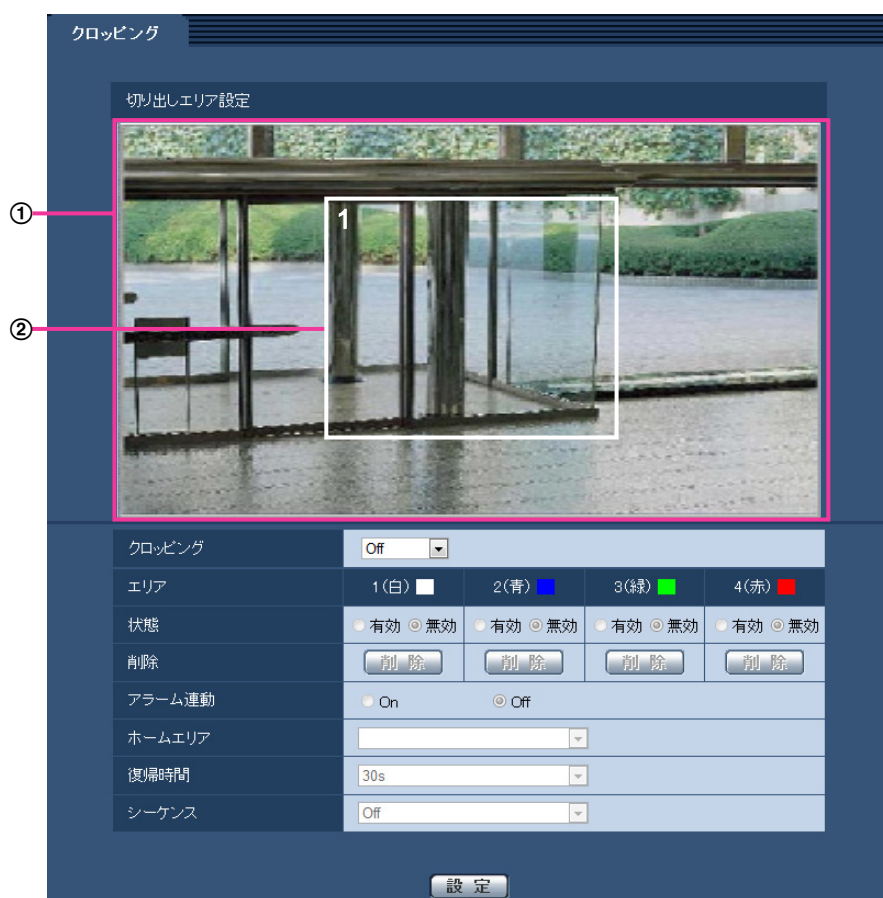 クロッピング
切り出しエリア設定
①
1
②
クロッピング Off
エリア 1(白) 2(青) 3(緑) 4(赤)
状態 有効 無効 有効 無効 有効 無効 有効 無効
削除 削 除 削 除 削 除 削 除
アラーム連動 On Off
ホームエリア
復帰時間 30s
シーケンス Off
設 定